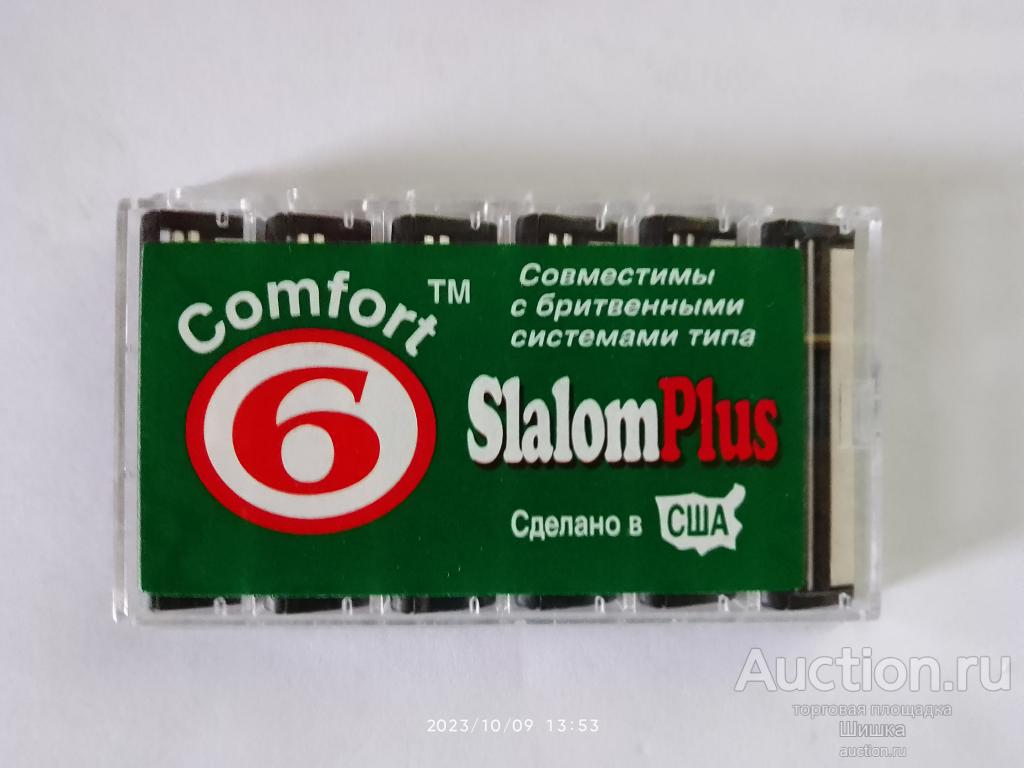 Comfort™
6
Совместимы
с бритвенными
системами типа
SlalomPlus
Сделано в США
2023/10/09 13:53
Auction.ru
торговая площадка
Шишка
auction.ru